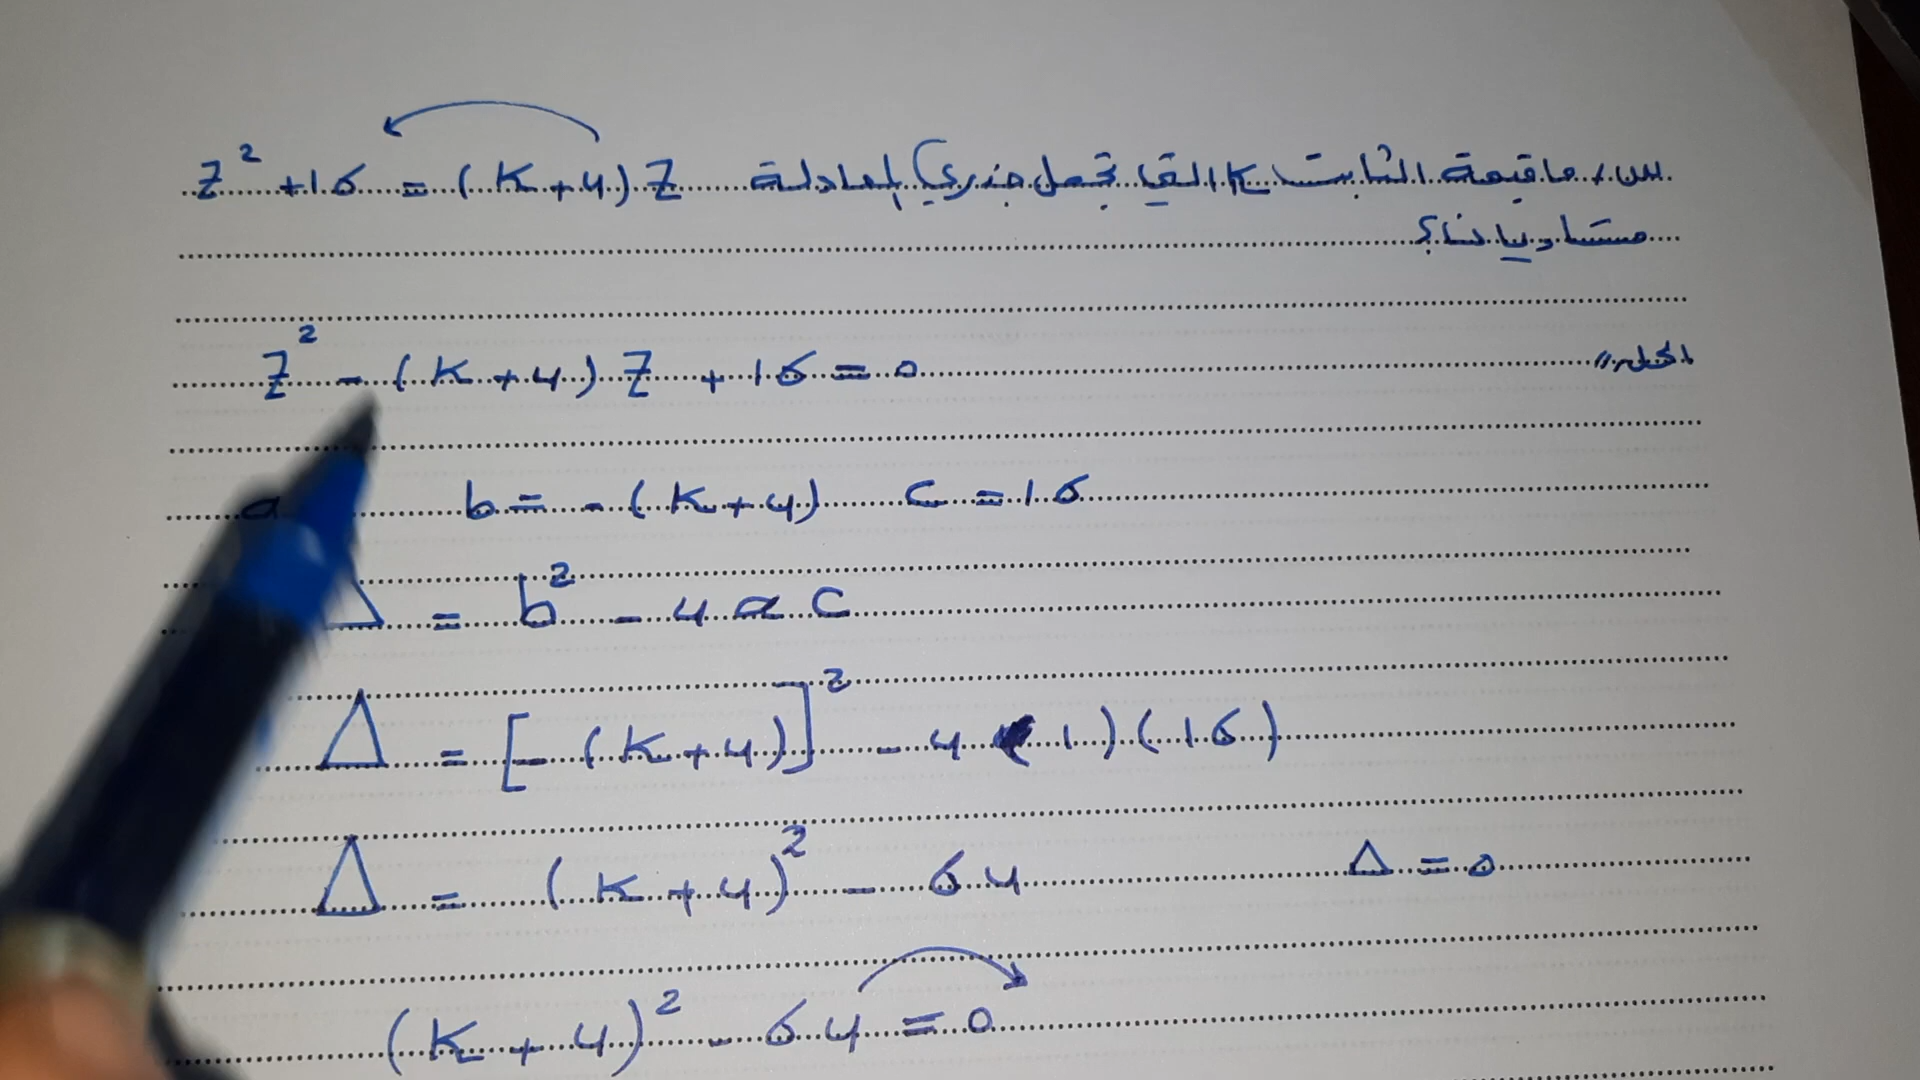 س/ ما قيمة الثابت K التي تجعل جذري المعادلة Z² + 16 = (K + 4) Z
متساويان؟
الحل //
Z² - (K + 4) Z + 16 = 0
a b = - (K + 4) c = 16
Δ = b² - 4 a c
Δ = [- (K + 4)]² - 4 (1) (16)
Δ = (K + 4)² - 64 Δ = 0
(K + 4)² - 64 = 0